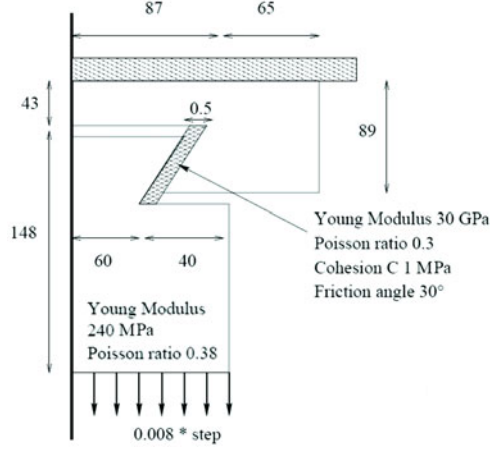 87
65
43
0.5
89
148
Young Modulus 30 GPa
Poisson ratio 0.3
Cohesion C 1 MPa
Friction angle 30°
60
40
Young Modulus
240 MPa
Poisson ratio 0.38
0.008 * step